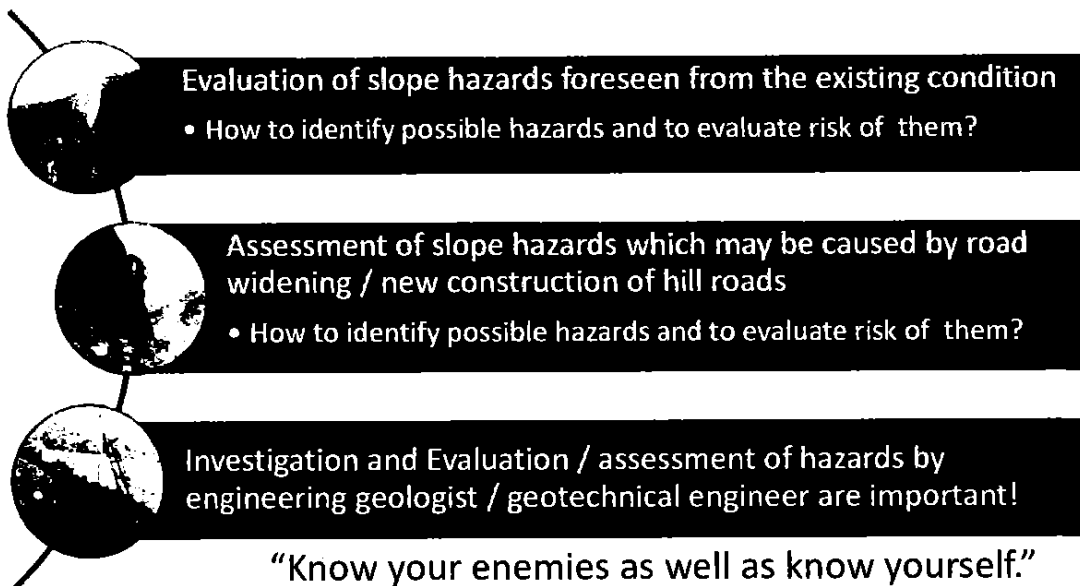 Evaluation of slope hazards foreseen from the existing condition
• How to identify possible hazards and to evaluate risk of them?
Assessment of slope hazards which may be caused by road
widening / new construction of hill roads
• How to identify possible hazards and to evaluate risk of them?
Investigation and Evaluation / assessment of hazards by
engineering geologist / geotechnical engineer are important!
“Know your enemies as well as know yourself.”